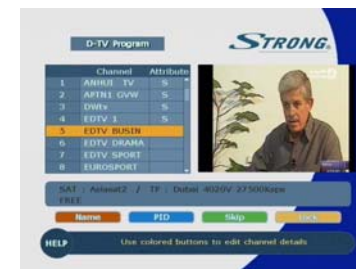 D-TV Program
STRONG.
Channel Attribute
1 ANHUI TV S
2 APTN1 GVW S
3 DWtv S
4 EDTV 1 S
5 EDTV BUSIN
6 EDTV DRAMA
7 EDTV SPORT
8 EUROSPORT
SAT : Asiasat2 / TP : Dubai 4020V 27500Ksps
FREE
Name PID Skip Lock
HELP Use colored buttons to edit channel details